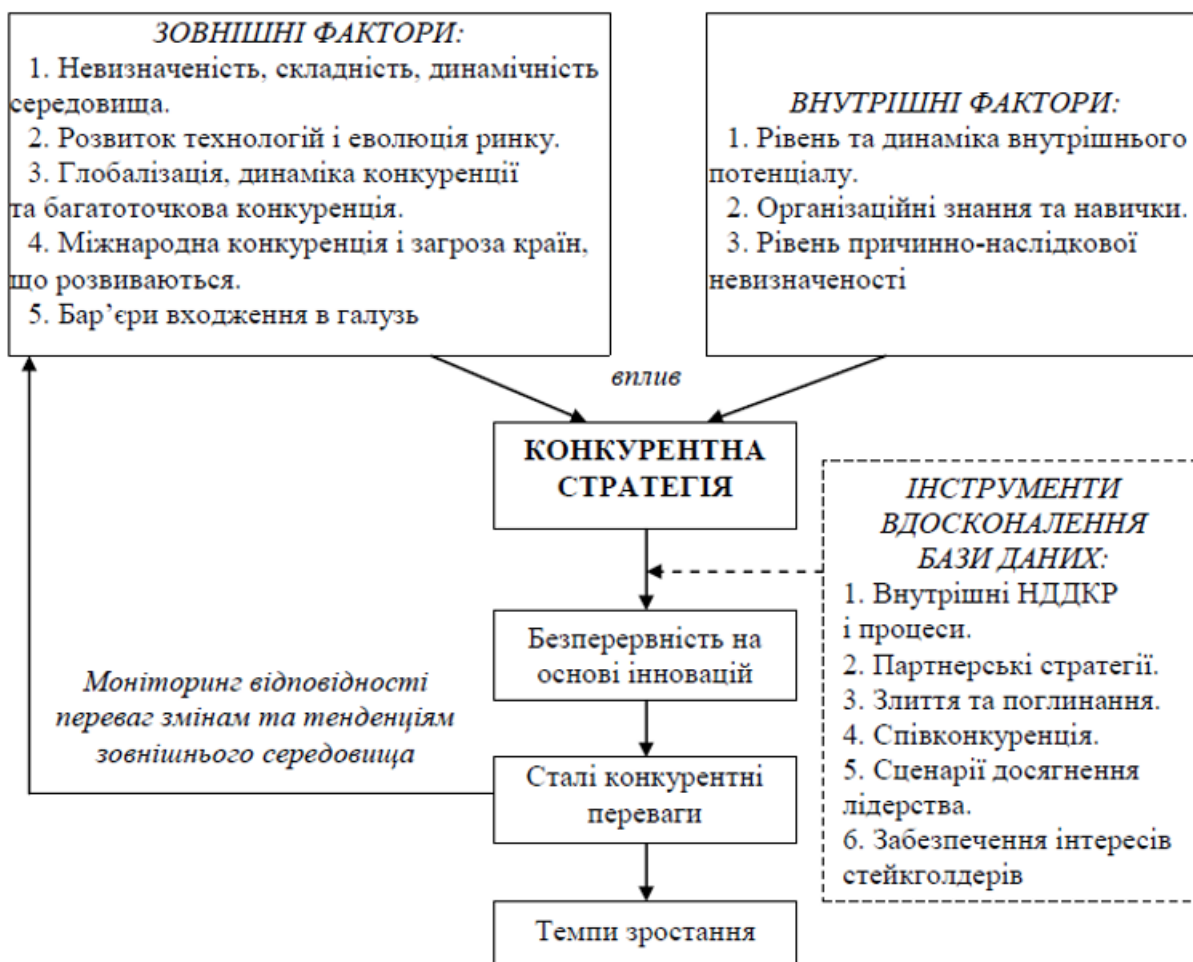 ЗОВНІШНІ ФАКТОРИ:
1. Невизначеність, складність, динамічність
середовища.
2. Розвиток технологій і еволюція ринку.
3. Глобалізація, динаміка конкуренції
та багатоточкова конкуренція.
4. Міжнародна конкуренція і загроза країн,
що розвиваються.
5. Бар’єри входження в галузь
ВНУТРІШНІ ФАКТОРИ:
1. Рівень та динаміка внутрішнього
потенціалу.
2. Організаційні знання та навички.
3. Рівень причинно-наслідкової
невизначеності
вплив
КОНКУРЕНТНА
СТРАТЕГІЯ
ІНСТРУМЕНТИ
ВДОСКОНАЛЕННЯ
БАЗИ ДАНИХ:
1. Внутрішні НДДКР
і процеси.
2. Партнерські стратегії.
3. Злиття та поглинання.
4. Співконкуренція.
5. Сценарії досягнення
лідерства.
6. Забезпечення інтересів
стейкголдерів
Безперервність на
основі інновацій
Моніторинг відповідності
переваг змінам та тенденціям
зовнішнього середовища
Сталі конкурентні
переваги
Темпи зростання